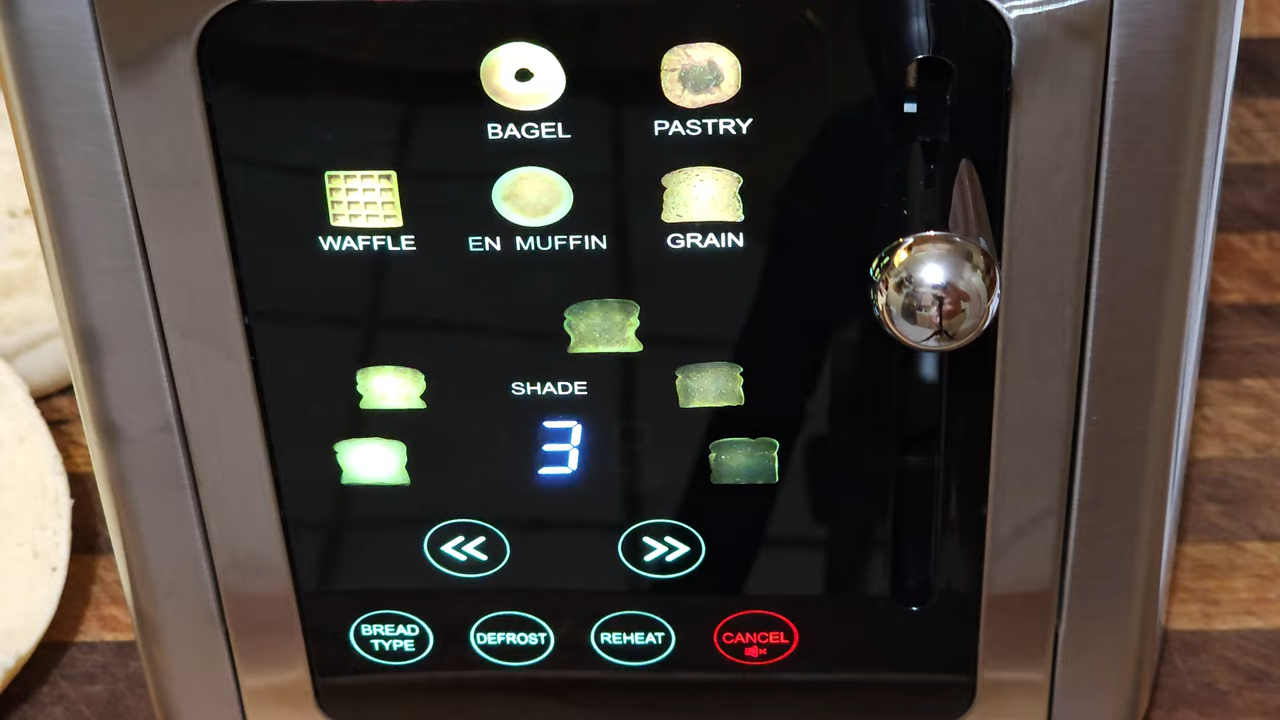 BAGEL
PASTRY
WAFFLE
EN MUFFIN
GRAIN
SHADE
3
BREAD
TYPE
DEFROST
REHEAT
CANCEL